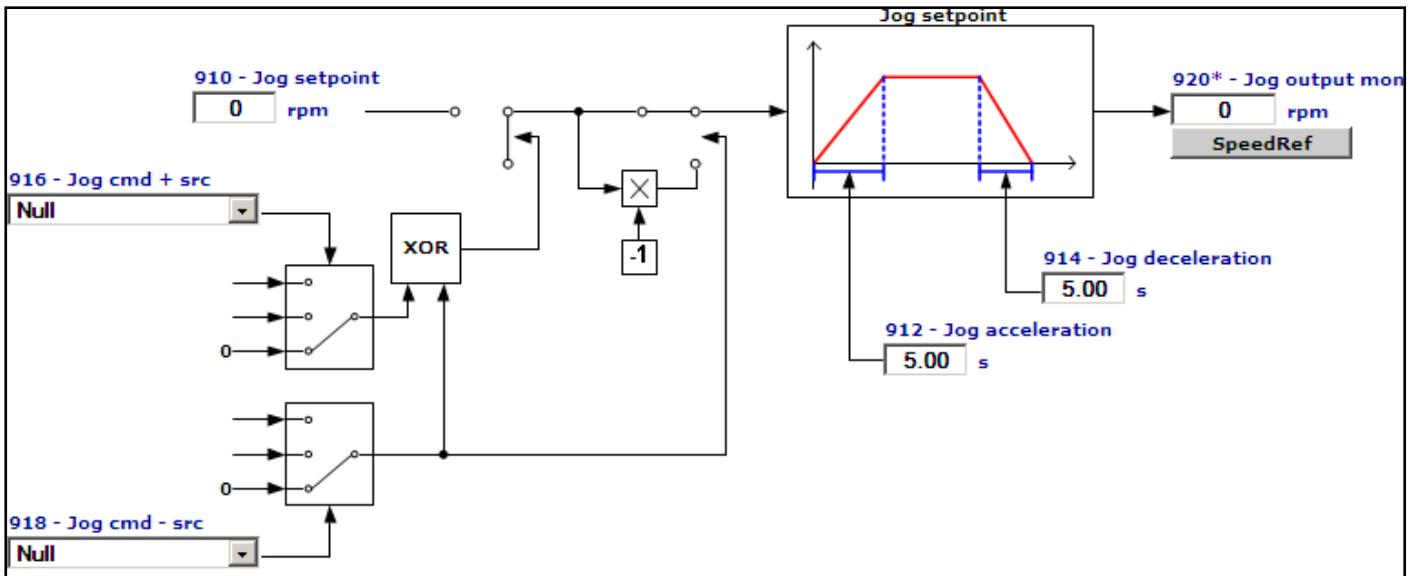 Jog setpoint
910 - Jog setpoint
0 rpm
920* - Jog output mon
0 rpm
SpeedRef
916 - Jog cmd + src
Null
XOR
-1
914 - Jog deceleration
5.00 s
912 - Jog acceleration
5.00 s
0
0
918 - Jog cmd - src
Null